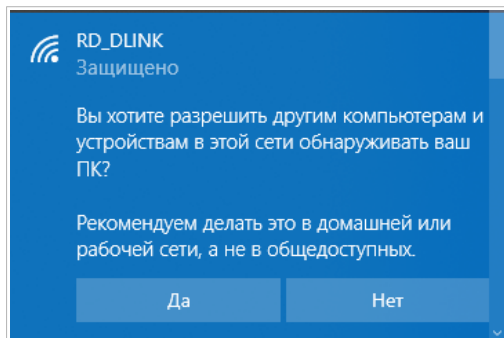 RD_DLINK
Защищено
Вы хотите разрешить другим компьютерам и
устройствам в этой сети обнаруживать ваш
ПК?
Рекомендуем делать это в домашней или
рабочей сети, а не в общедоступных.
Да
Нет